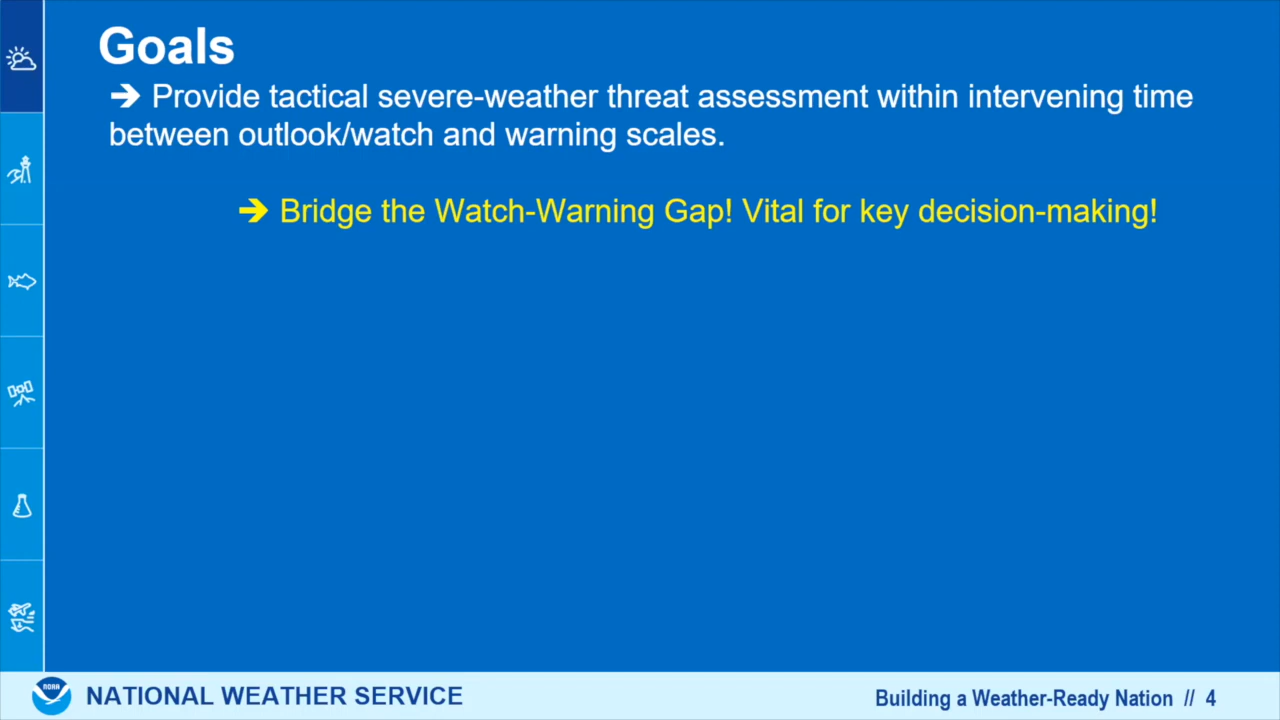 Goals
➔ Provide tactical severe-weather threat assessment within intervening time
between outlook/watch and warning scales.
➔ Bridge the Watch-Warning Gap! Vital for key decision-making!
NOAA
NATIONAL WEATHER SERVICE
Building a Weather-Ready Nation // 4